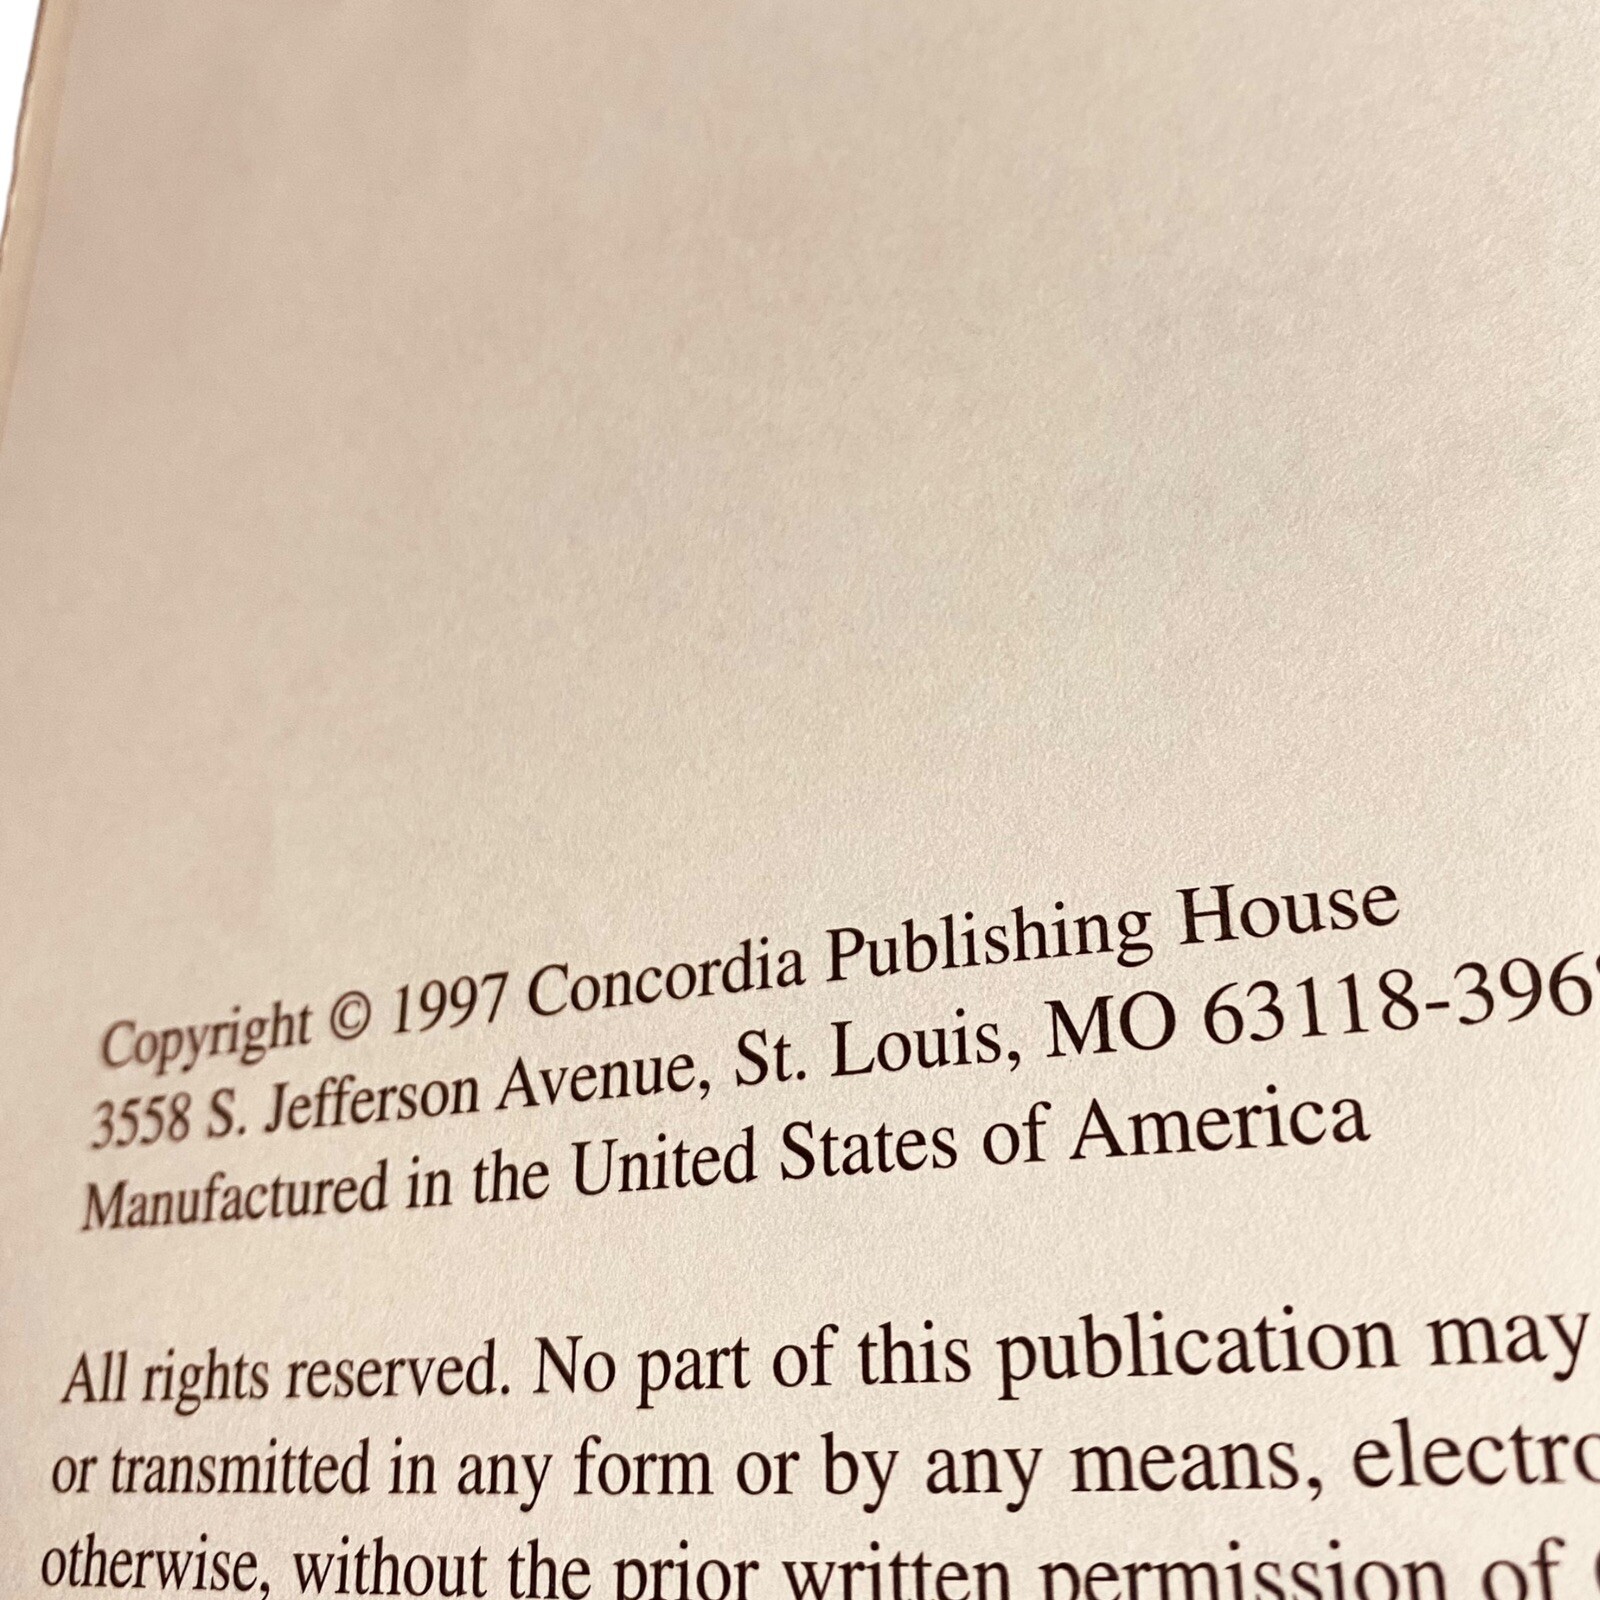 Copyright © 1997 Concordia Publishing House
3558 S. Jefferson Avenue, St. Louis, MO 63118-396
Manufactured in the United States of America
All rights reserved. No part of this publication may
or transmitted in any form or by any means, electro
otherwise, without the prior written permission of